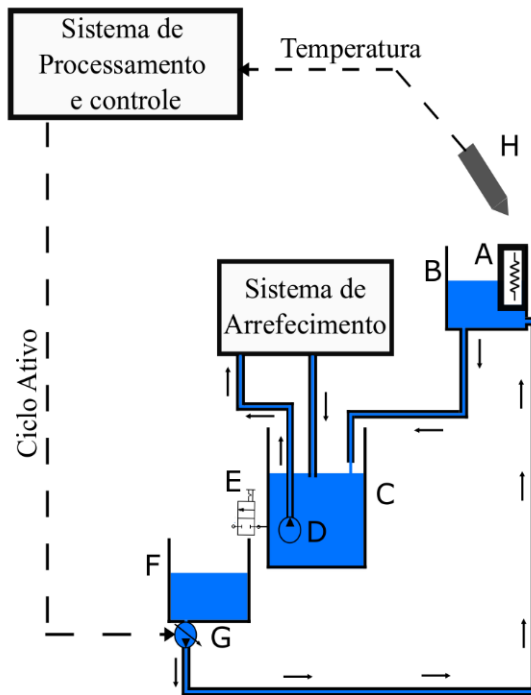 Sistema de
Processamento
e controle
Temperatura
H
A
B
Sistema de
Arrefecimento
Ciclo Ativo
E
C
D
F
G